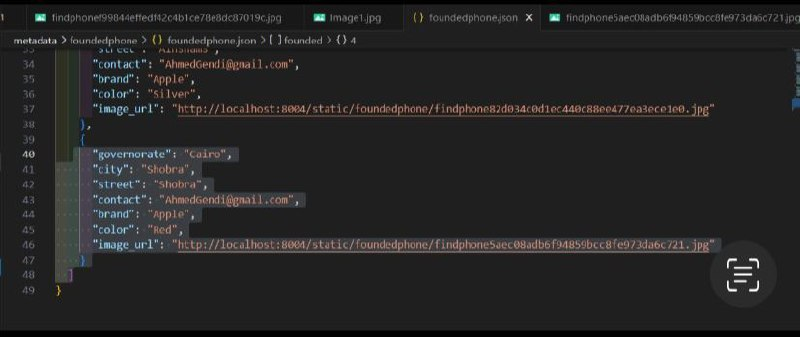 1 findphonef99844effedf42c4b1ce78e8dc87019c.jpg Image1.jpg {} foundedphone.json X findphone5aec08adb6f94859bcc8fe973da6c721.jpg
metadata > foundedphone > {} foundedphone.json > [ ] founded > {} 4
33 "street": "Ainshams",
34 "contact": "AhmedGendi@gmail.com",
35 "brand": "Apple",
36 "color": "Silver",
37 "image_url": "http://localhost:8004/static/foundedphone/findphone82d034c0d1ec440c88ee477ea3ece1e0.jpg"
38 },
39 {
40 "governorate": "Cairo",
41 "city": "Shobra",
42 "street": "Shobra",
43 "contact": "AhmedGendi@gmail.com",
44 "brand": "Apple",
45 "color": "Red",
46 "image_url": "http://localhost:8004/static/foundedphone/findphone5aec08adb6f94859bcc8fe973da6c721.jpg"
47 }
48 ]
49 }